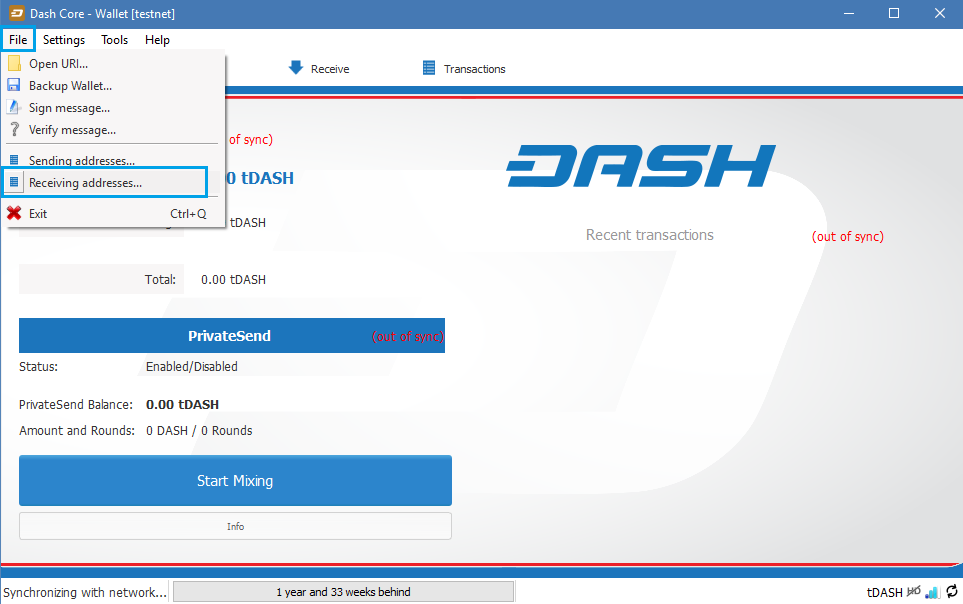 Dash Core - Wallet [testnet]
File Settings Tools Help
Open URI...
Backup Wallet...
Sign message...
Verify message...
Sending addresses...
Receiving addresses...
Exit Ctrl+Q
Receive Transactions
of sync)
0 tDASH
tDASH
Total: 0.00 tDASH
PrivateSend (out of sync)
Status: Enabled/Disabled
PrivateSend Balance: 0.00 tDASH
Amount and Rounds: 0 DASH / 0 Rounds
Start Mixing
Info
DASH
Recent transactions (out of sync)
Synchronizing with network... 1 year and 33 weeks behind tDASH HD